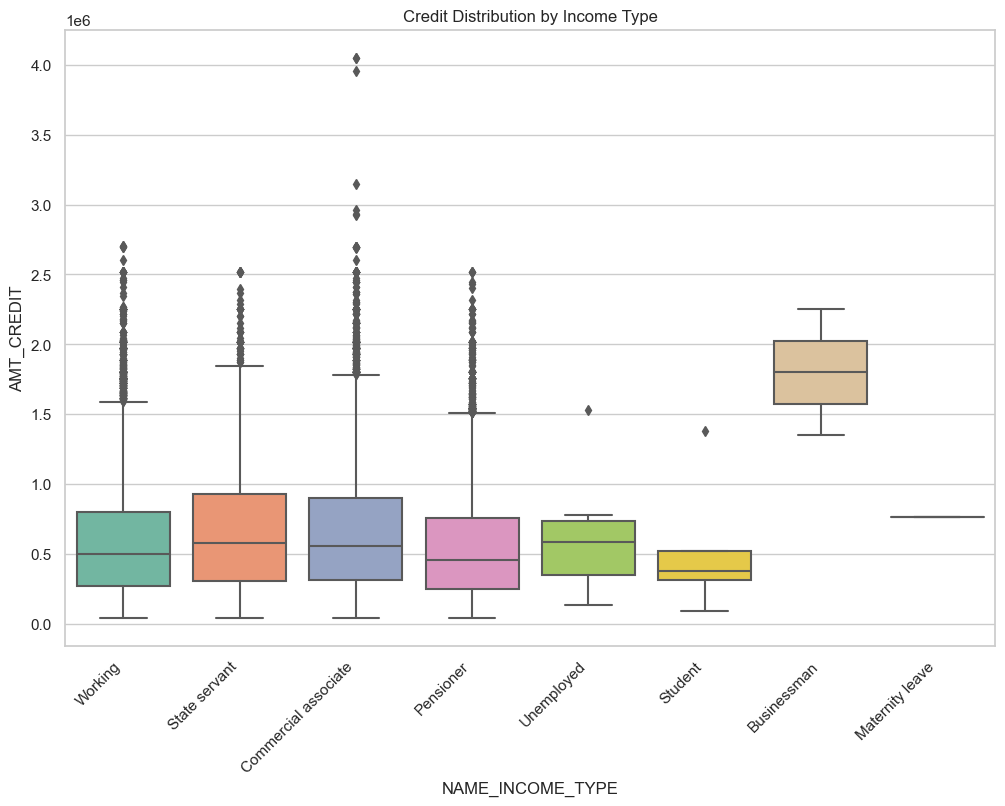 Credit Distribution by Income Type
1e6
4.0
3.5
3.0
2.5
2.0
1.5
1.0
0.5
0.0
AMT_CREDIT
Working
State servant
Commercial associate
Pensioner
Unemployed
Student
Businessman
Maternity leave
NAME_INCOME_TYPE